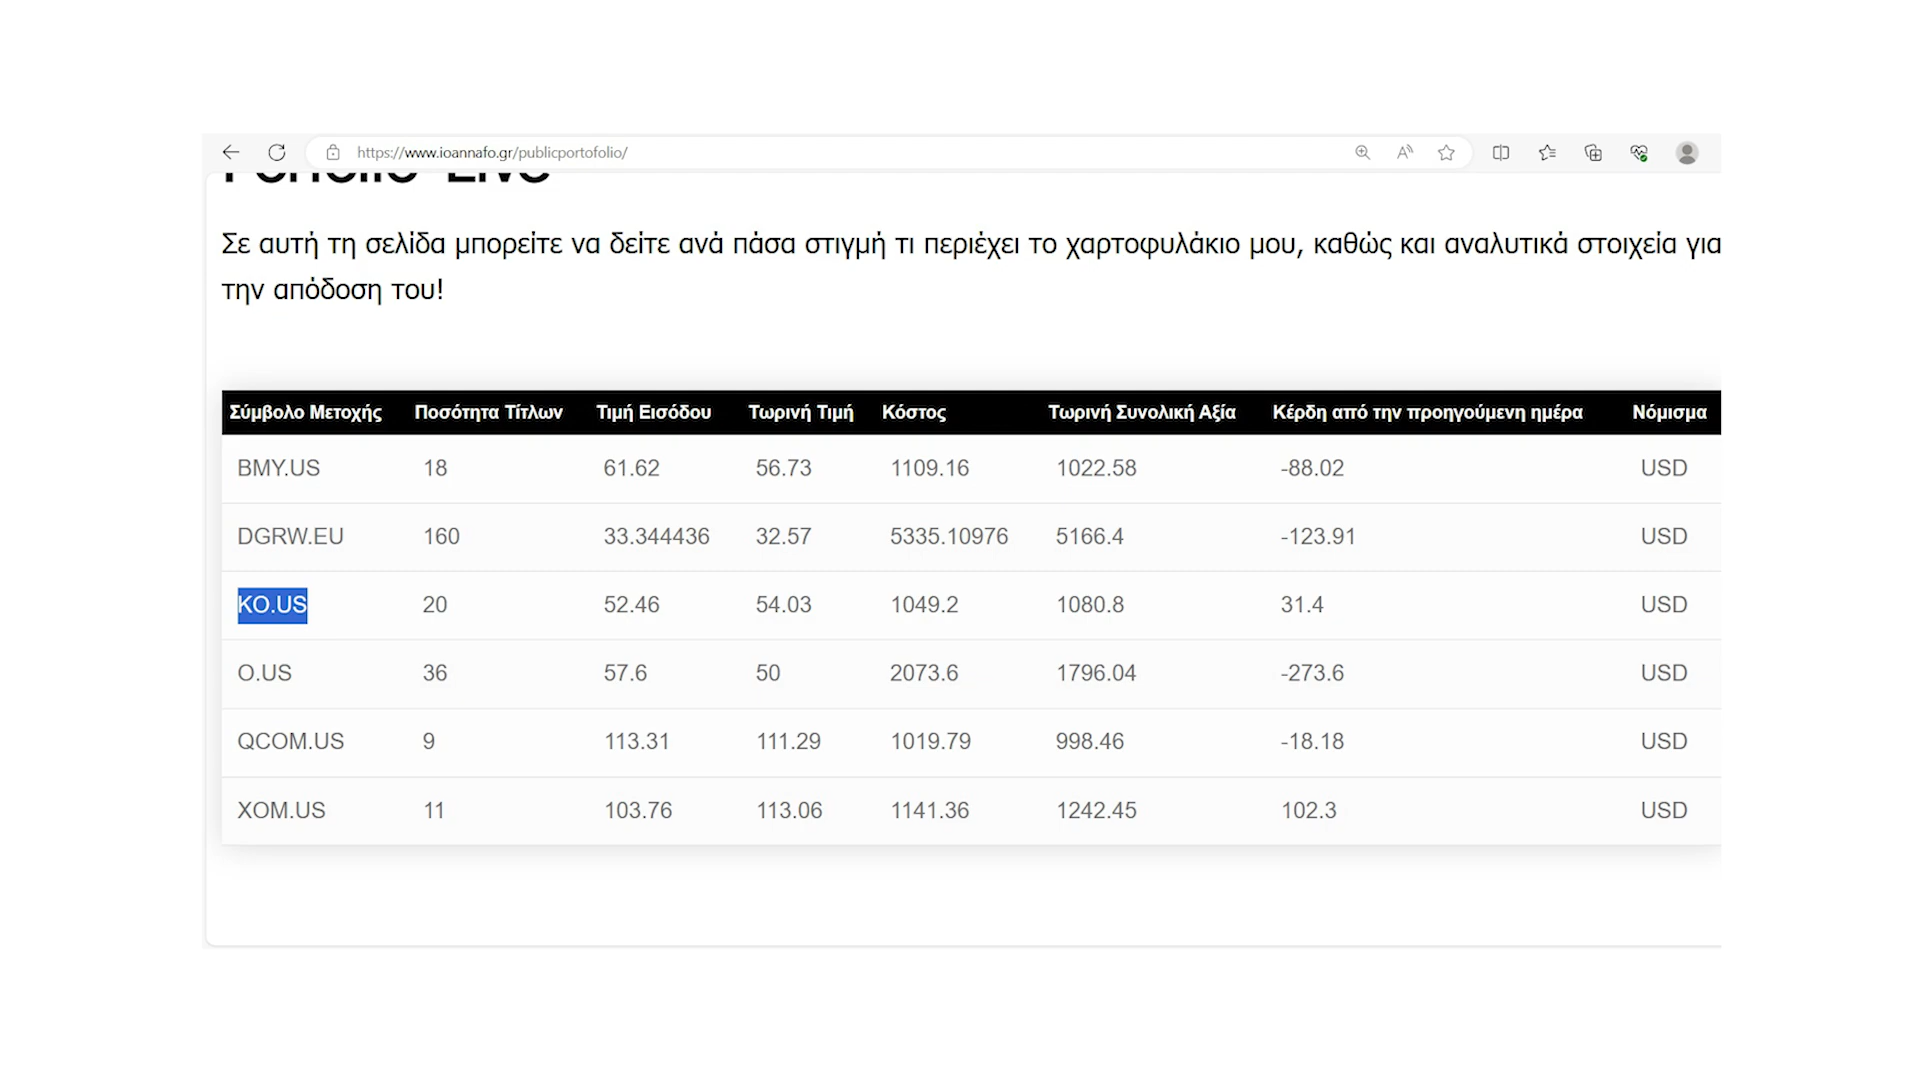 https://www.ioannafo.gr/publicportofolio/
Σε αυτή τη σελίδα μπορείτε να δείτε ανά πάσα στιγμή τι περιέχει το χαρτοφυλάκιο μου, καθώς και αναλυτικά στοιχεία για
την απόδοση του!
Σύμβολο Μετοχής Ποσότητα Τίτλων Τιμή Εισόδου Τωρινή Τιμή Κόστος Τωρινή Συνολική Αξία Κέρδη από την προηγούμενη ημέρα Νόμισμα
BMY.US 18 61.62 56.73 1109.16 1022.58 -88.02 USD
DGRW.EU 160 33.344436 32.57 5335.10976 5166.4 -123.91 USD
KO.US 20 52.46 54.03 1049.2 1080.8 31.4 USD
O.US 36 57.6 50 2073.6 1796.04 -273.6 USD
QCOM.US 9 113.31 111.29 1019.79 998.46 -18.18 USD
XOM.US 11 103.76 113.06 1141.36 1242.45 102.3 USD